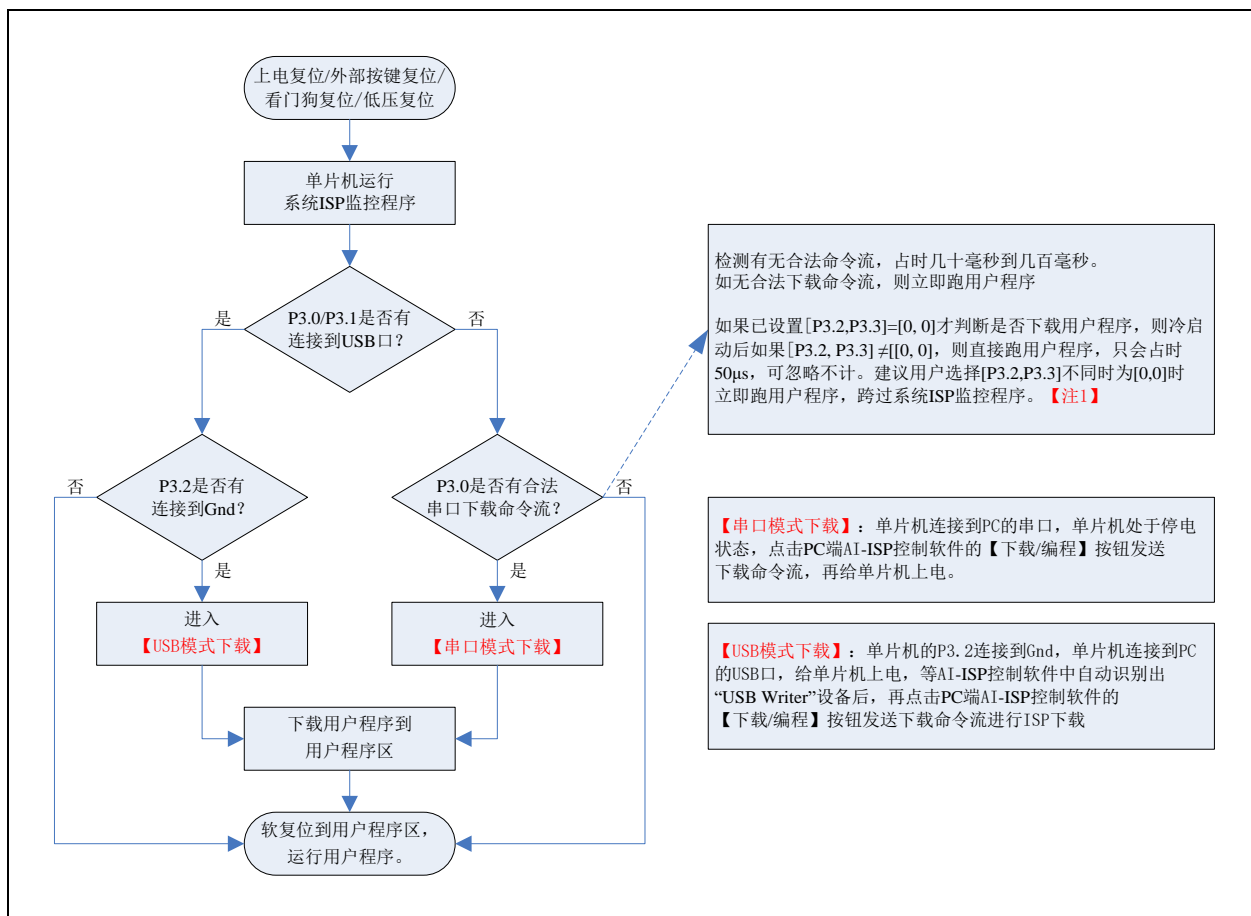 上电复位/外部按键复位/
看门狗复位/低压复位
单片机运行
系统ISP监控程序
P3.0/P3.1是否有
连接到USB口？
是
否
P3.2是否有
连接到Gnd？
否
是
P3.0是否有合法
串口下载命令流？
否
是
进入
【USB模式下载】
进入
【串口模式下载】
下载用户程序到
用户程序区
软复位到用户程序区，
运行用户程序。
检测有无合法命令流，占时几十毫秒到几百毫秒。
如无合法下载命令流，则立即跑用户程序
如果已设置[P3.2,P3.3]=[0, 0]才判断是否下载用户程序，则冷启
动后如果[P3.2, P3.3] ≠[[0, 0]，则直接跑用户程序，只会占时
50μs，可忽略不计。建议用户选择[P3.2,P3.3]不同时为[0,0]时
立即跑用户程序，跨过系统ISP监控程序。【注1】
【串口模式下载】：单片机连接到PC的串口，单片机处于停电
状态，点击PC端AI-ISP控制软件的【下载/编程】按钮发送
下载命令流，再给单片机上电。
【USB模式下载】：单片机的P3.2连接到Gnd，单片机连接到PC
的USB口，给单片机上电，等AI-ISP控制软件中自动识别出
“USB Writer”设备后，再点击PC端AI-ISP控制软件的
【下载/编程】按钮发送下载命令流进行ISP下载